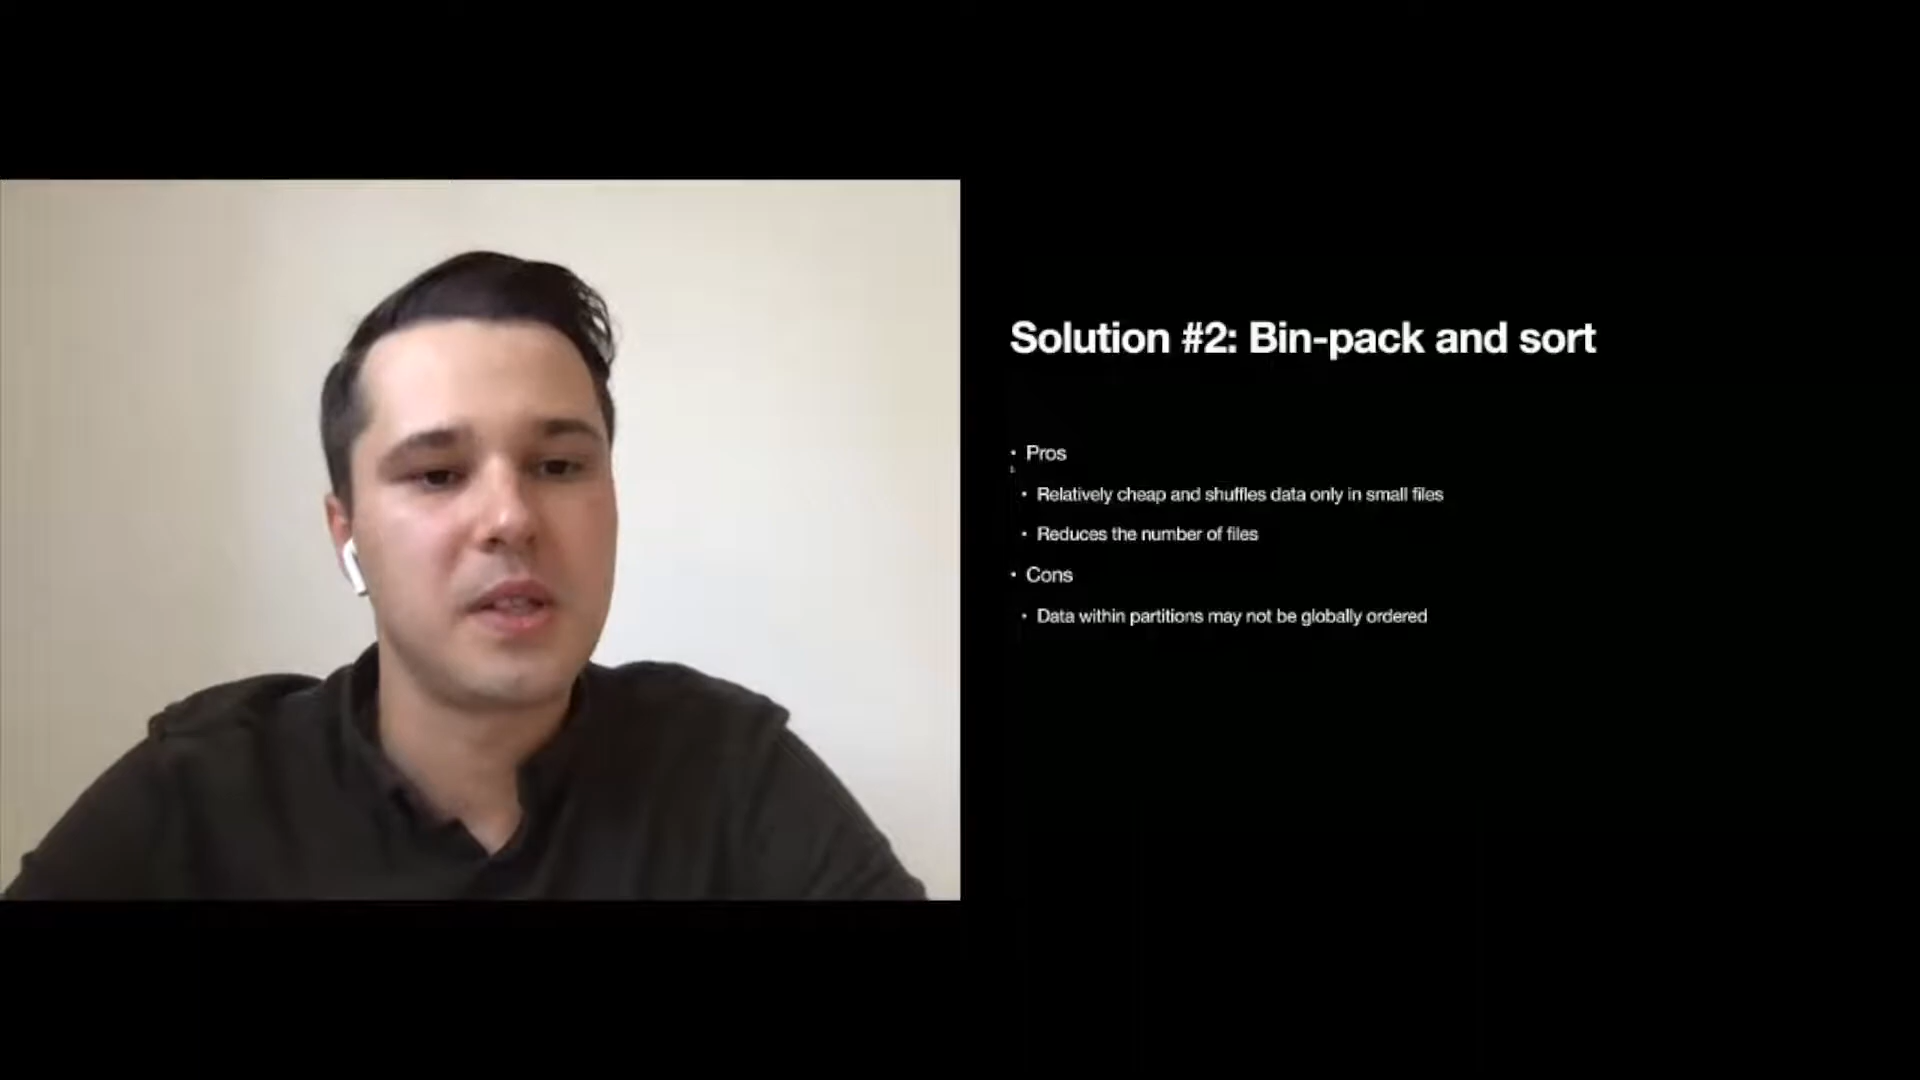 Solution #2: Bin-pack and sort
• Pros
• Relatively cheap and shuffles data only in small files
• Reduces the number of files
• Cons
• Data within partitions may not be globally ordered